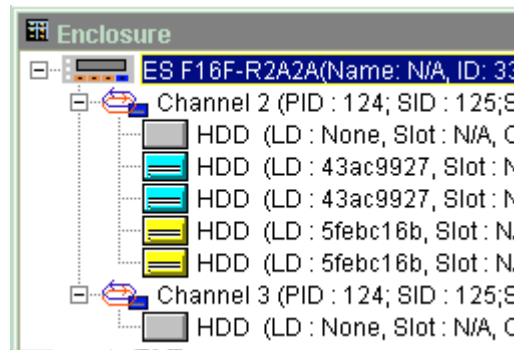 Enclosure
ES F16F-R2A2A(Name: N/A, ID: 33
Channel 2 (PID : 124; SID : 125;S
HDD (LD : None, Slot : N/A, C
HDD (LD : 43ac9927, Slot : N
HDD (LD : 43ac9927, Slot : N
HDD (LD : 5febc16b, Slot : N/
HDD (LD : 5febc16b, Slot : N/
Channel 3 (PID : 124; SID : 125;S
HDD (LD : None, Slot : N/A, C